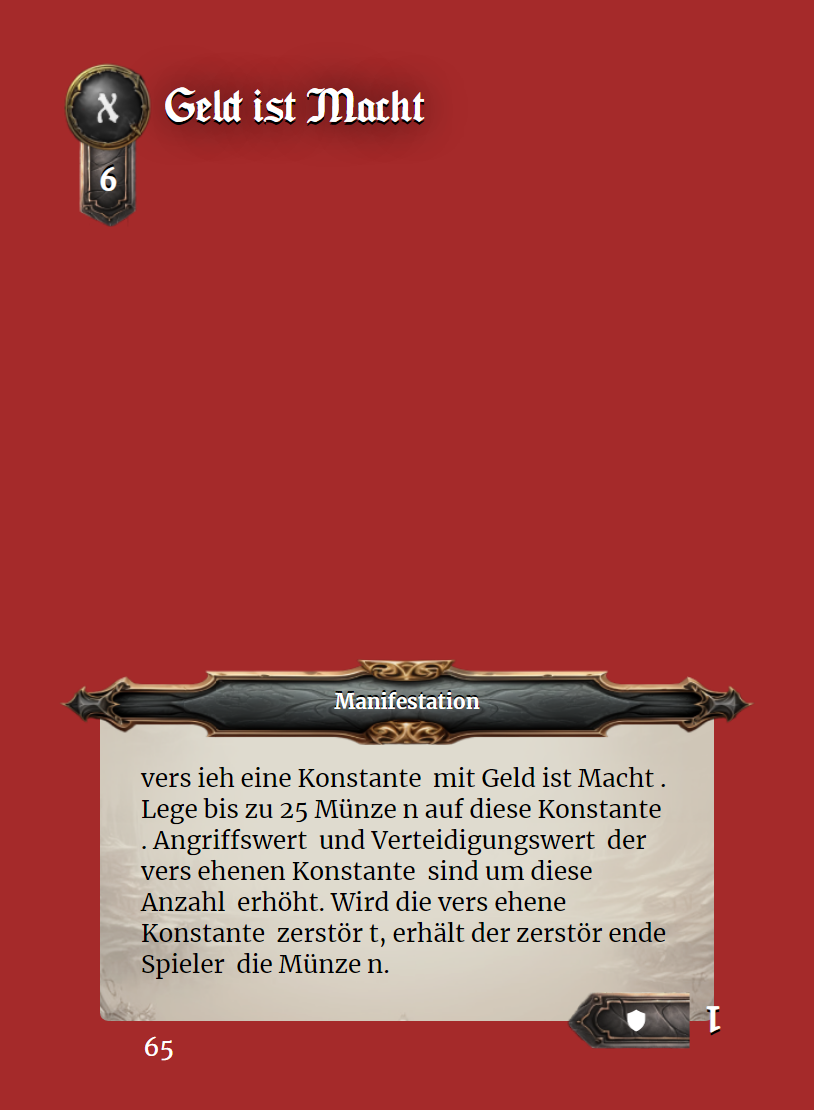 X
Geld ist Macht
6
Manifestation
vers ieh eine Konstante mit Geld ist Macht .
Lege bis zu 25 Münze n auf diese Konstante
. Angriffswert und Verteidigungswert der
vers ehenen Konstante sind um diese
Anzahl erhöht. Wird die vers ehene
Konstante zerstör t, erhält der zerstör ende
Spieler die Münze n.
1
65